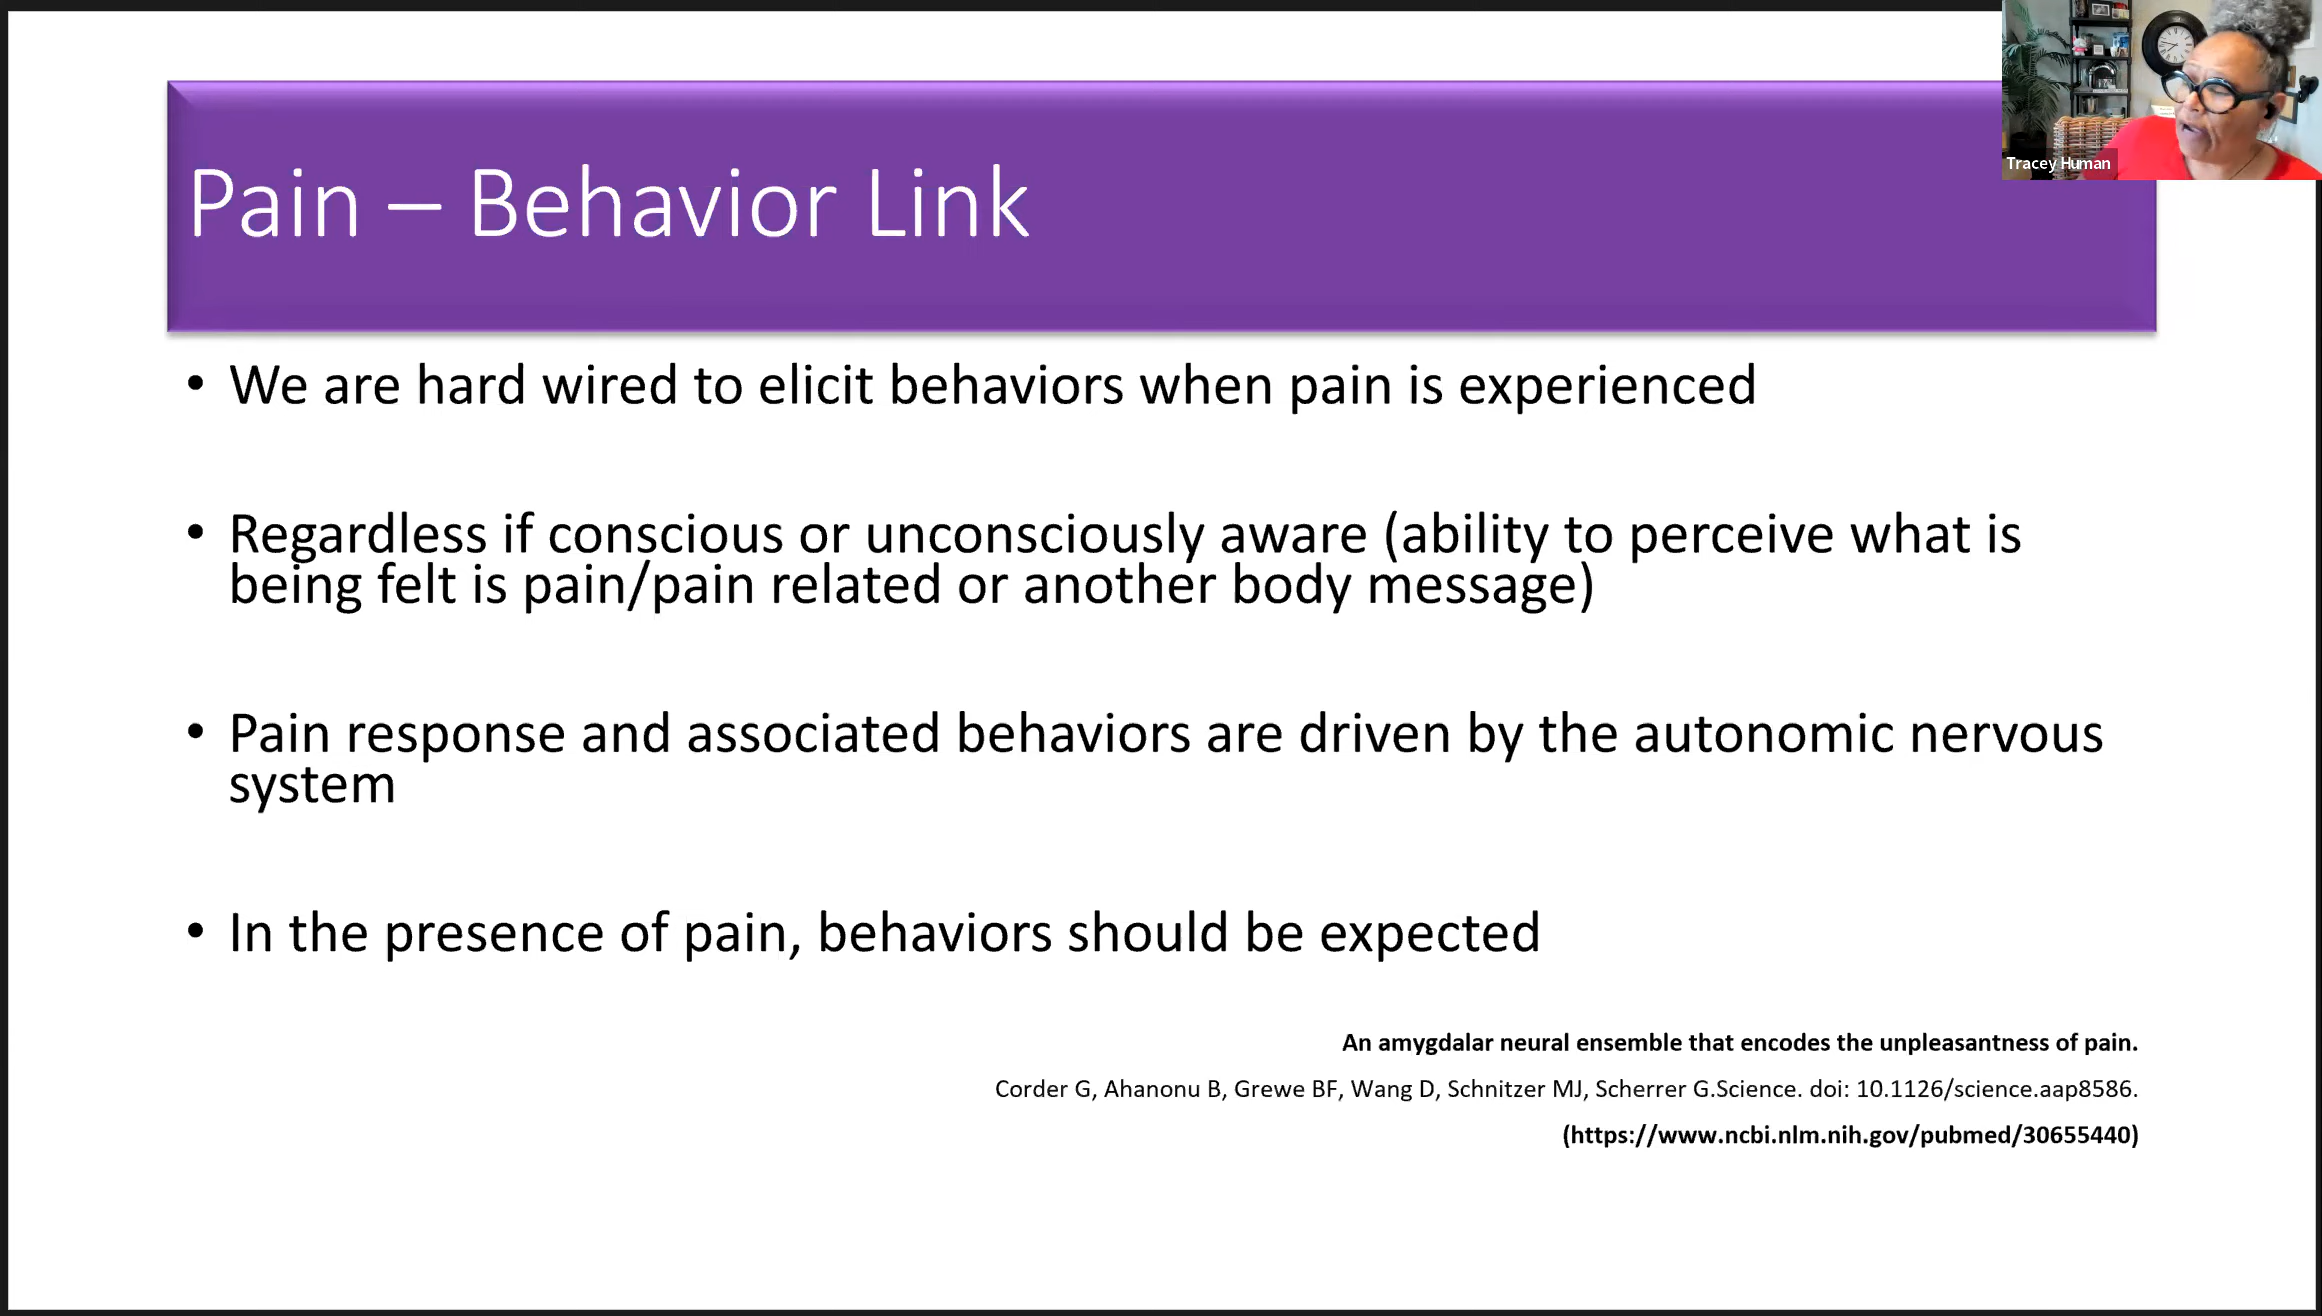 Pain – Behavior Link
Tracey Human
• We are hard wired to elicit behaviors when pain is experienced
• Regardless if conscious or unconsciously aware (ability to perceive what is
being felt is pain/pain related or another body message)
• Pain response and associated behaviors are driven by the autonomic nervous
system
• In the presence of pain, behaviors should be expected
An amygdalar neural ensemble that encodes the unpleasantness of pain.
Corder G, Ahanonu B, Grewe BF, Wang D, Schnitzer MJ, Scherrer G.Science. doi: 10.1126/science.aap8586.
(https://www.ncbi.nlm.nih.gov/pubmed/30655440)